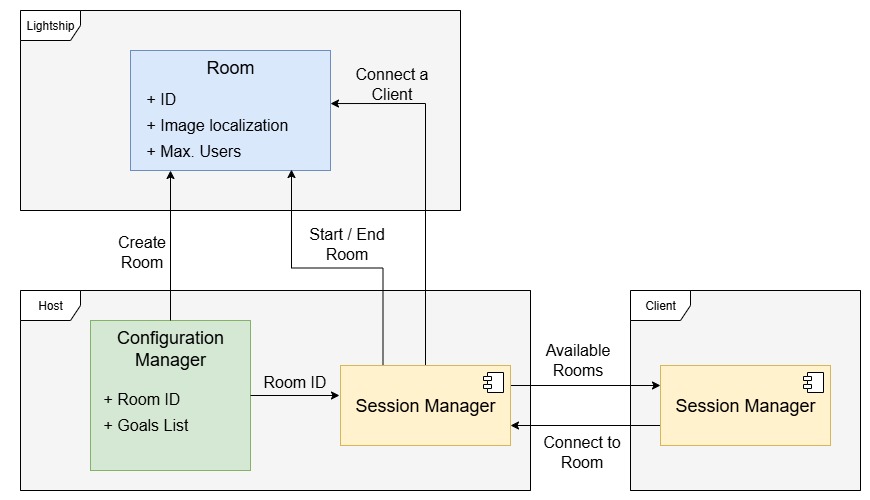 Lightship
Room
+ ID
+ Image localization
+ Max. Users
Connect a
Client
Create
Room
Start / End
Room
Host
Configuration
Manager
+ Room ID
+ Goals List
Room ID
Session Manager
Available
Rooms
Connect to
Room
Client
Session Manager